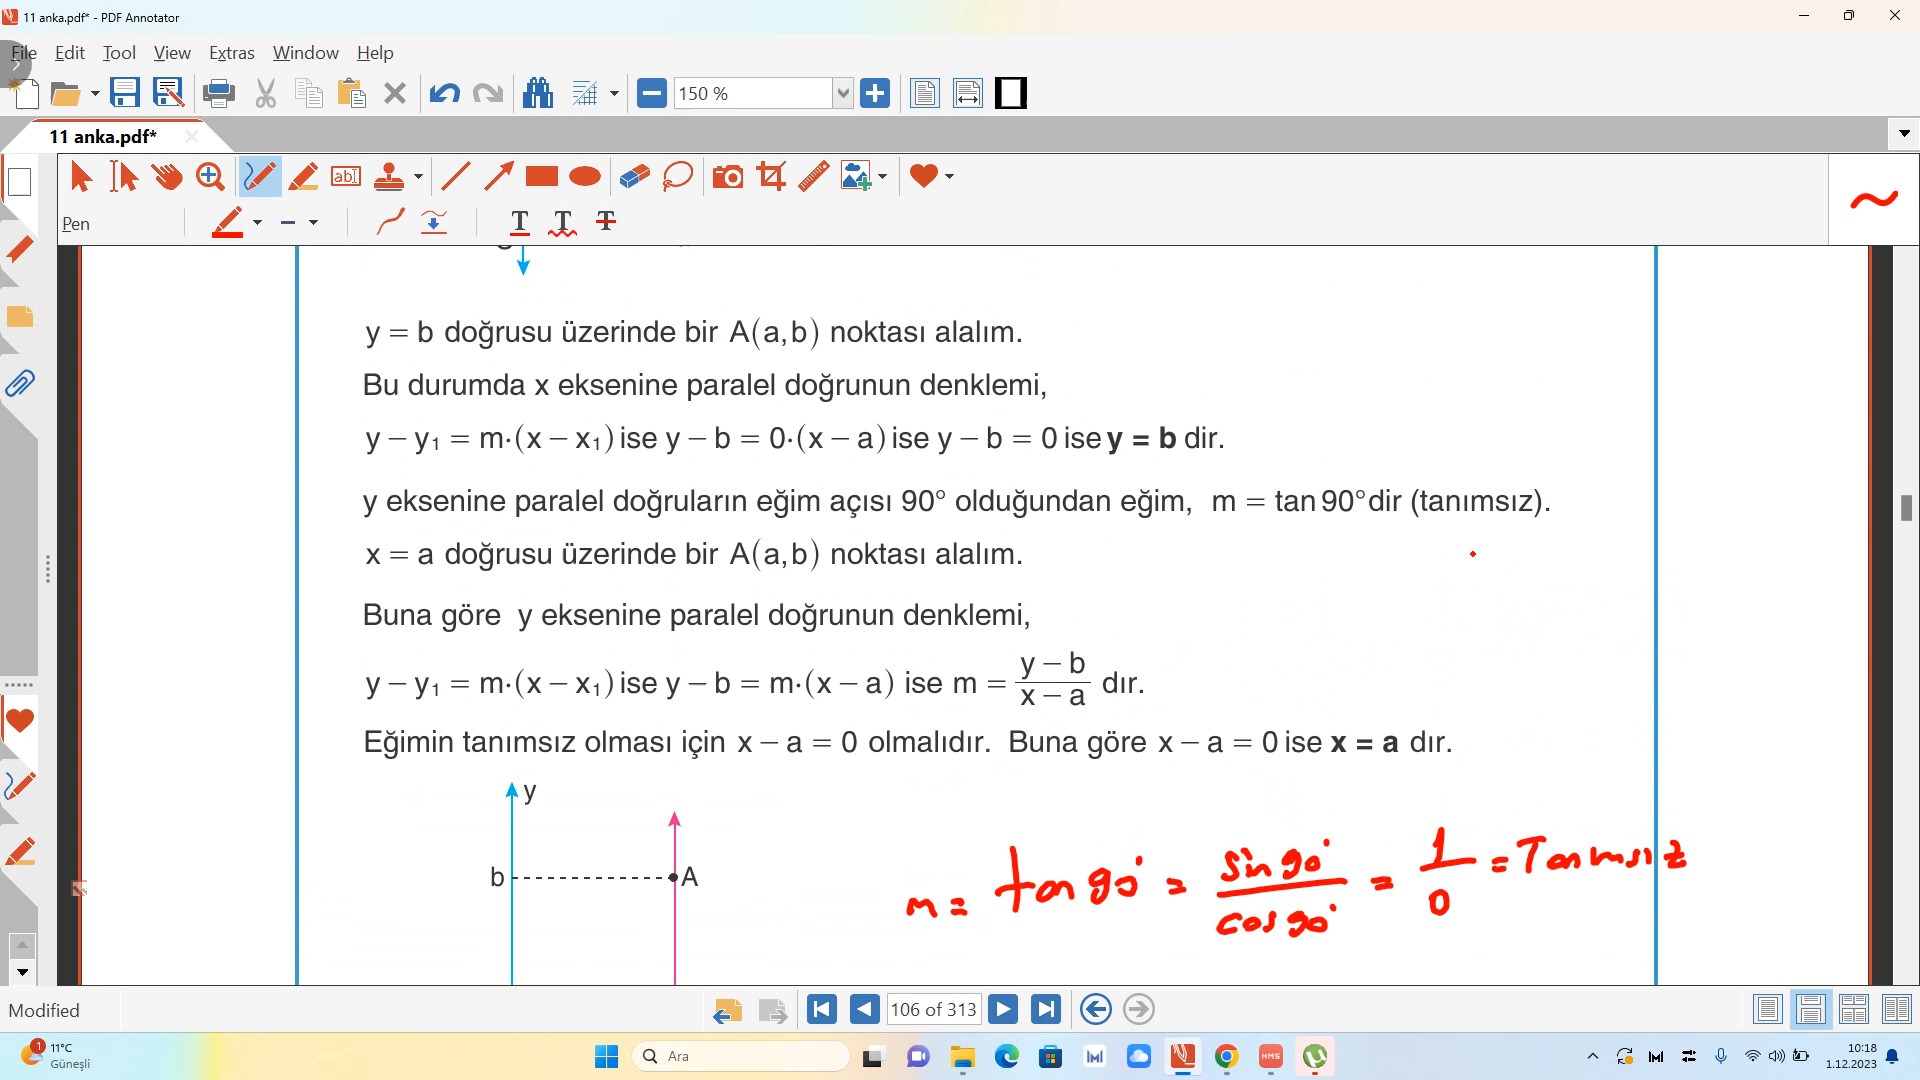 11 anka.pdf* - PDF Annotator
File Edit Tool View Extras Window Help
150 %
11 anka.pdf*
Pen
y = b doğrusu üzerinde bir A(a,b) noktası alalım.
Bu durumda x eksenine paralel doğrunun denklemi,
y − y₁ = m·(x − x₁) ise y − b = 0·(x − a) ise y − b = 0 ise y = b dir.
y eksenine paralel doğruların eğim açısı 90° olduğundan eğim, m = tan 90° dir (tanımsız).
x = a doğrusu üzerinde bir A(a,b) noktası alalım.
Buna göre y eksenine paralel doğrunun denklemi,
y − y₁ = m·(x − x₁) ise y − b = m·(x − a) ise m = (y − b)/(x − a) dır.
Eğimin tanımsız olması için x − a = 0 olmalıdır. Buna göre x − a = 0 ise x = a dır.
y
b A
m = tan 90° = sin 90°/cos 90° = 1/0 = Tanımsız
Modified
106 of 313
1
11°C
Güneşli
Ara
HMS
10:18
1.12.2023